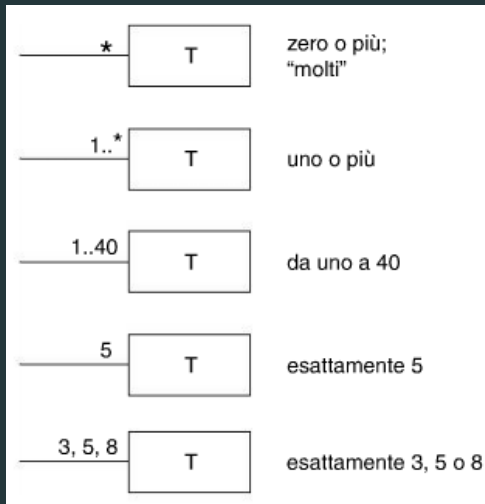 * T zero o più;
“molti”
1..* T uno o più
1..40 T da uno a 40
5 T esattamente 5
3, 5, 8 T esattamente 3, 5 o 8